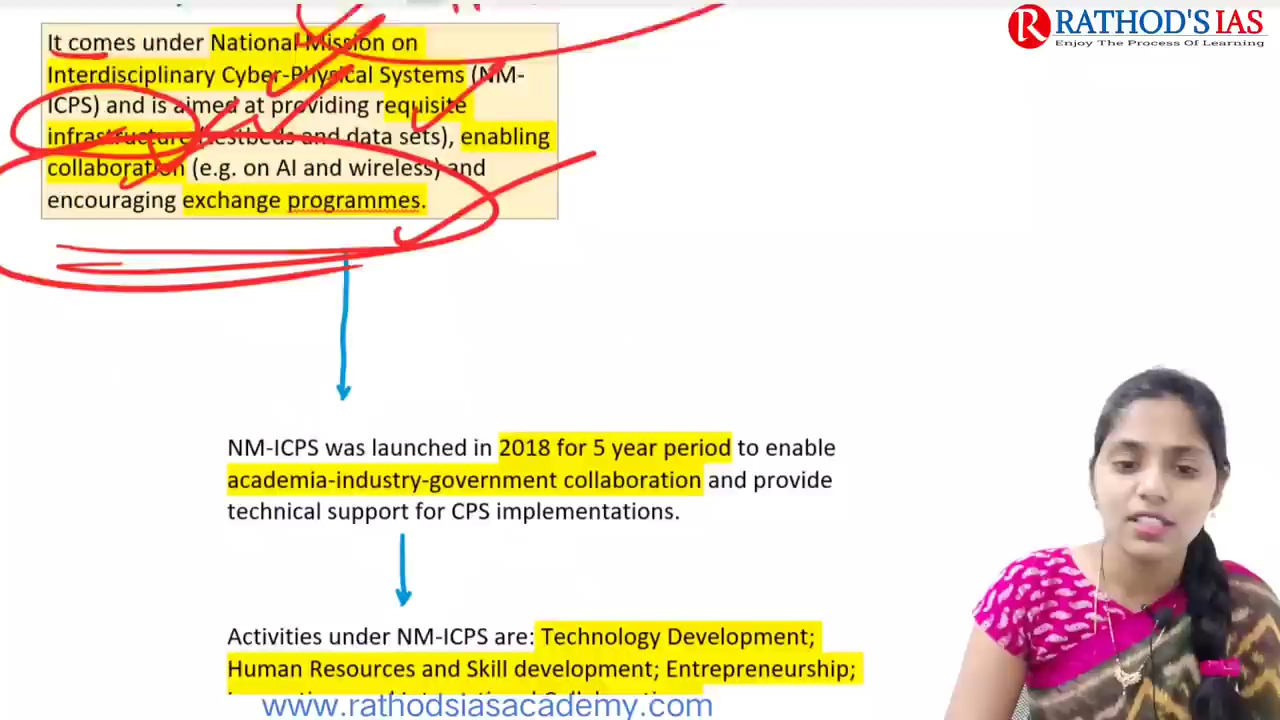 RATHOD'S IAS
Enjoy The Process Of Learning
It comes under National Mission on
Interdisciplinary Cyber-Physical Systems (NM-
ICPS) and is aimed at providing requisite
infrastructure (testbeds and data sets), enabling
collaboration (e.g. on AI and wireless) and
encouraging exchange programmes.
NM-ICPS was launched in 2018 for 5 year period to enable
academia-industry-government collaboration and provide
technical support for CPS implementations.
Activities under NM-ICPS are: Technology Development;
Human Resources and Skill development; Entrepreneurship;
www.rathodsiasacademy.com